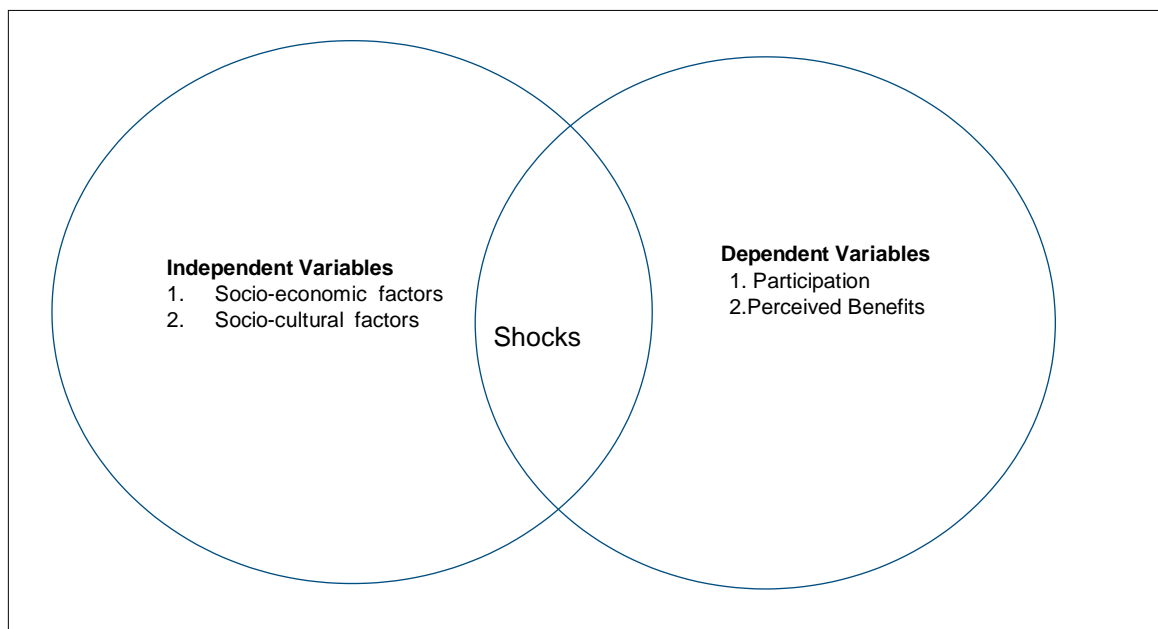 Independent Variables
1. Socio-economic factors
2. Socio-cultural factors
Shocks
Dependent Variables
1. Participation
2.Perceived Benefits